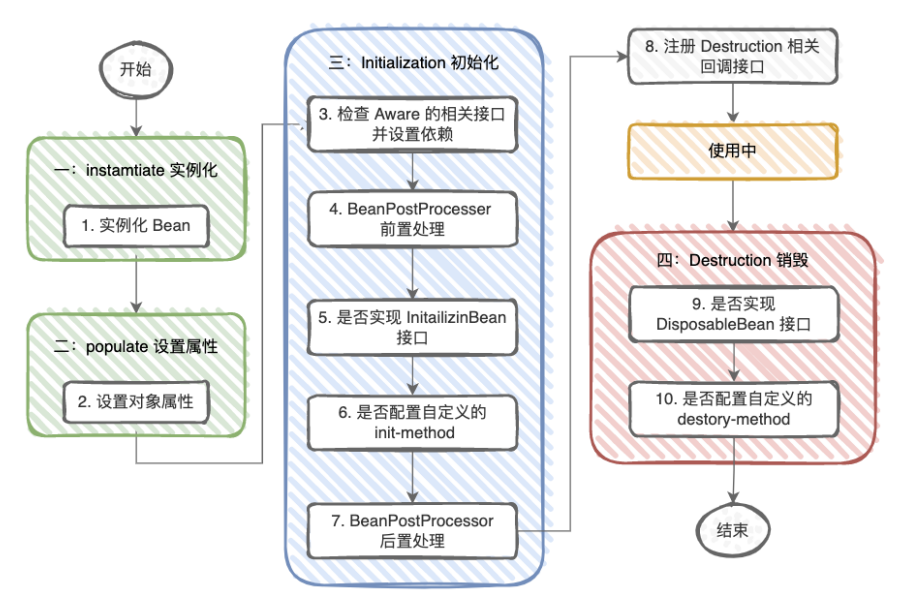 开始
一：instamtiate 实例化
1. 实例化 Bean
二：populate 设置属性
2. 设置对象属性
三：Initialization 初始化
3. 检查 Aware 的相关接口
并设置依赖
4. BeanPostProcesser
前置处理
5. 是否实现 InitailizinBean
接口
6. 是否配置自定义的
init-method
7. BeanPostProcessor
后置处理
8. 注册 Destruction 相关
回调接口
使用中
四：Destruction 销毁
9. 是否实现
DisposableBean 接口
10. 是否配置自定义的
destory-method
结束